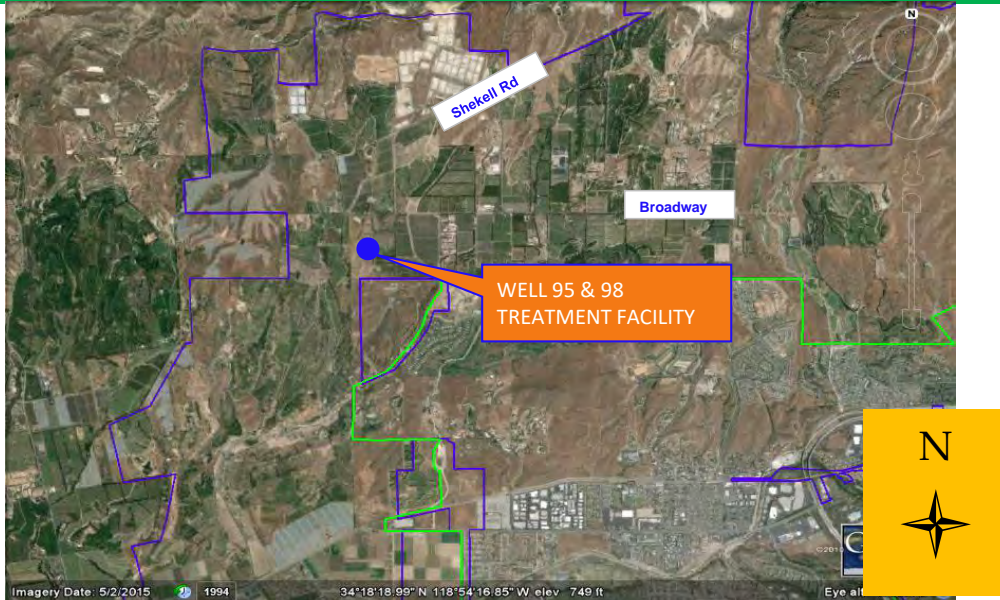 N
Shekell Rd
Broadway
WELL 95 & 98
TREATMENT FACILITY
N
Imagery Date: 5/2/2015 1994 34°18'18.99" N 118°54'16.85" W elev 749 ft Eye alt